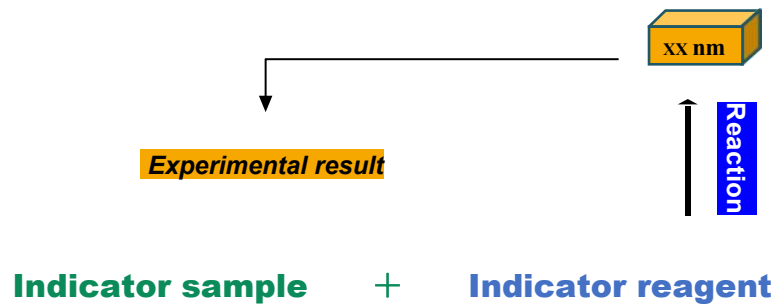 xx nm
Reaction
Experimental result
Indicator sample + Indicator reagent